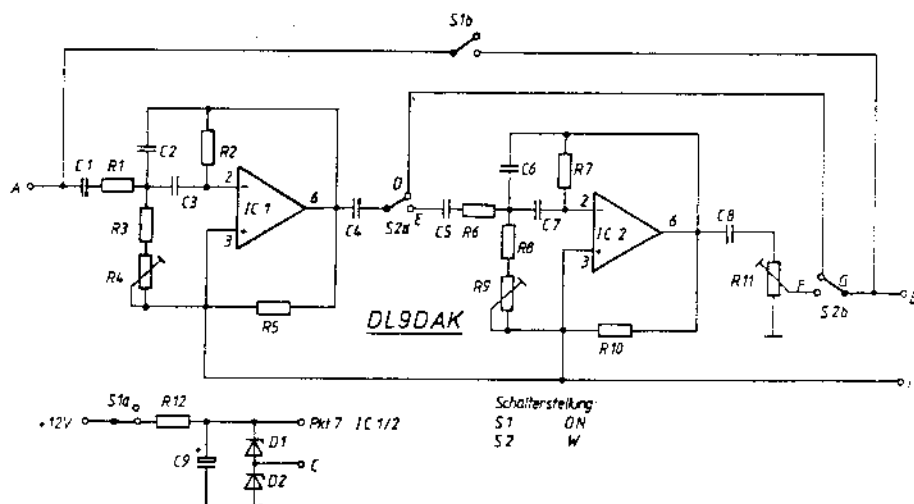 S1b
C2
R2
D
C6
R7
C1
R1
A
C3
2
-
IC 1
6
3
+
R3
R4
C4
S2a
E
C5
R6
C7
2
-
IC 2
6
3
+
C8
R8
R9
R11
F
G
S2b
R5
DL9DAK
R10
S1a
R12
+12V
Pkt 7 IC 1/2
+
C9
D1
D2
C
Schalterstellung:
S1 ON
S2 W